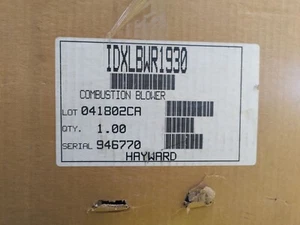 IDXLBWR1930
COMBUSTION BLOWER
LOT 041802CA
QTY. 1.00
SERIAL 946770
HAYWARD